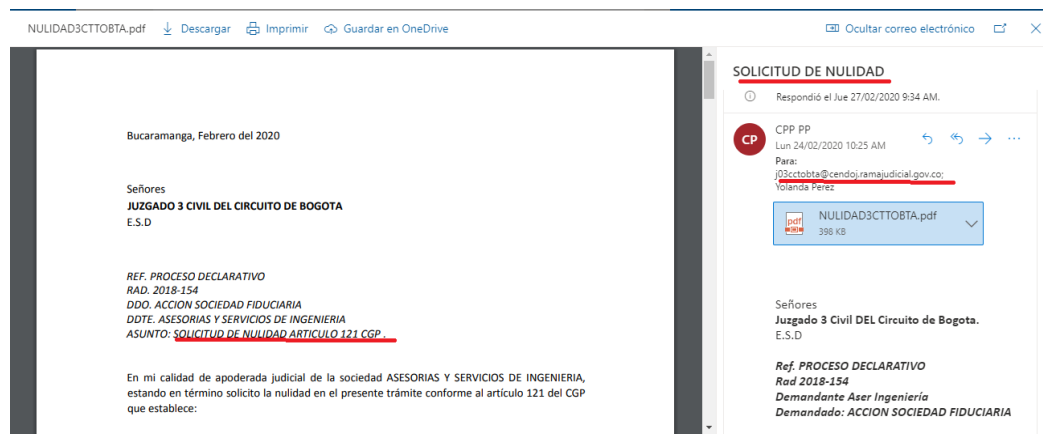 NULIDAD3CTTOBTA.pdf Descargar Imprimir Guardar en OneDrive Ocultar correo electrónico
Bucaramanga, Febrero del 2020
Señores
JUZGADO 3 CIVIL DEL CIRCUITO DE BOGOTA
E.S.D
REF. PROCESO DECLARATIVO
RAD. 2018-154
DDO. ACCION SOCIEDAD FIDUCIARIA
DDTE. ASESORIAS Y SERVICIOS DE INGENIERIA
ASUNTO: SOLICITUD DE NULIDAD ARTICULO 121 CGP .
En mi calidad de apoderada judicial de la sociedad ASESORIAS Y SERVICIOS DE INGENIERIA,
estando en término solicito la nulidad en el presente trámite conforme al artículo 121 del CGP
que establece:
SOLICITUD DE NULIDAD
Respondió el Jue 27/02/2020 9:34 AM.
CP
CPP PP
Lun 24/02/2020 10:25 AM
Para:
j03cctobta@cendoj.ramajudicial.gov.co;
Yolanda Perez
pdf
NULIDAD3CTTOBTA.pdf
398 KB
Señores
Juzgado 3 Civil DEL Circuito de Bogota.
E.S.D
Ref. PROCESO DECLARATIVO
Rad 2018-154
Demandante Aser Ingeniería
Demandado: ACCION SOCIEDAD FIDUCIARIA